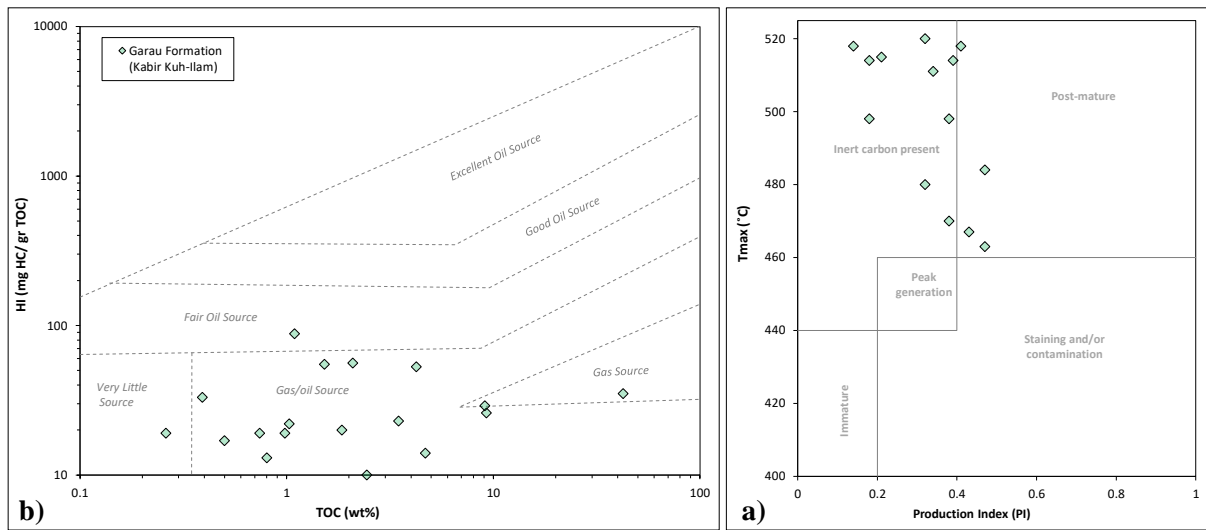 10000
1000
100
10
0.1
1
10
100
HI (mg HC/ gr TOC)
TOC (wt%)
Garau Formation
(Kabir Kuh-Ilam)
Excellent Oil Source
Good Oil Source
Fair Oil Source
Very Little
Source
Gas/oil Source
Gas Source
b)
520
500
480
460
440
420
400
0
0.2
0.4
0.6
0.8
1
Tmax (˚C)
Production Index (PI)
Post-mature
Inert carbon present
Peak
generation
Staining and/or
contamination
Immature
a)